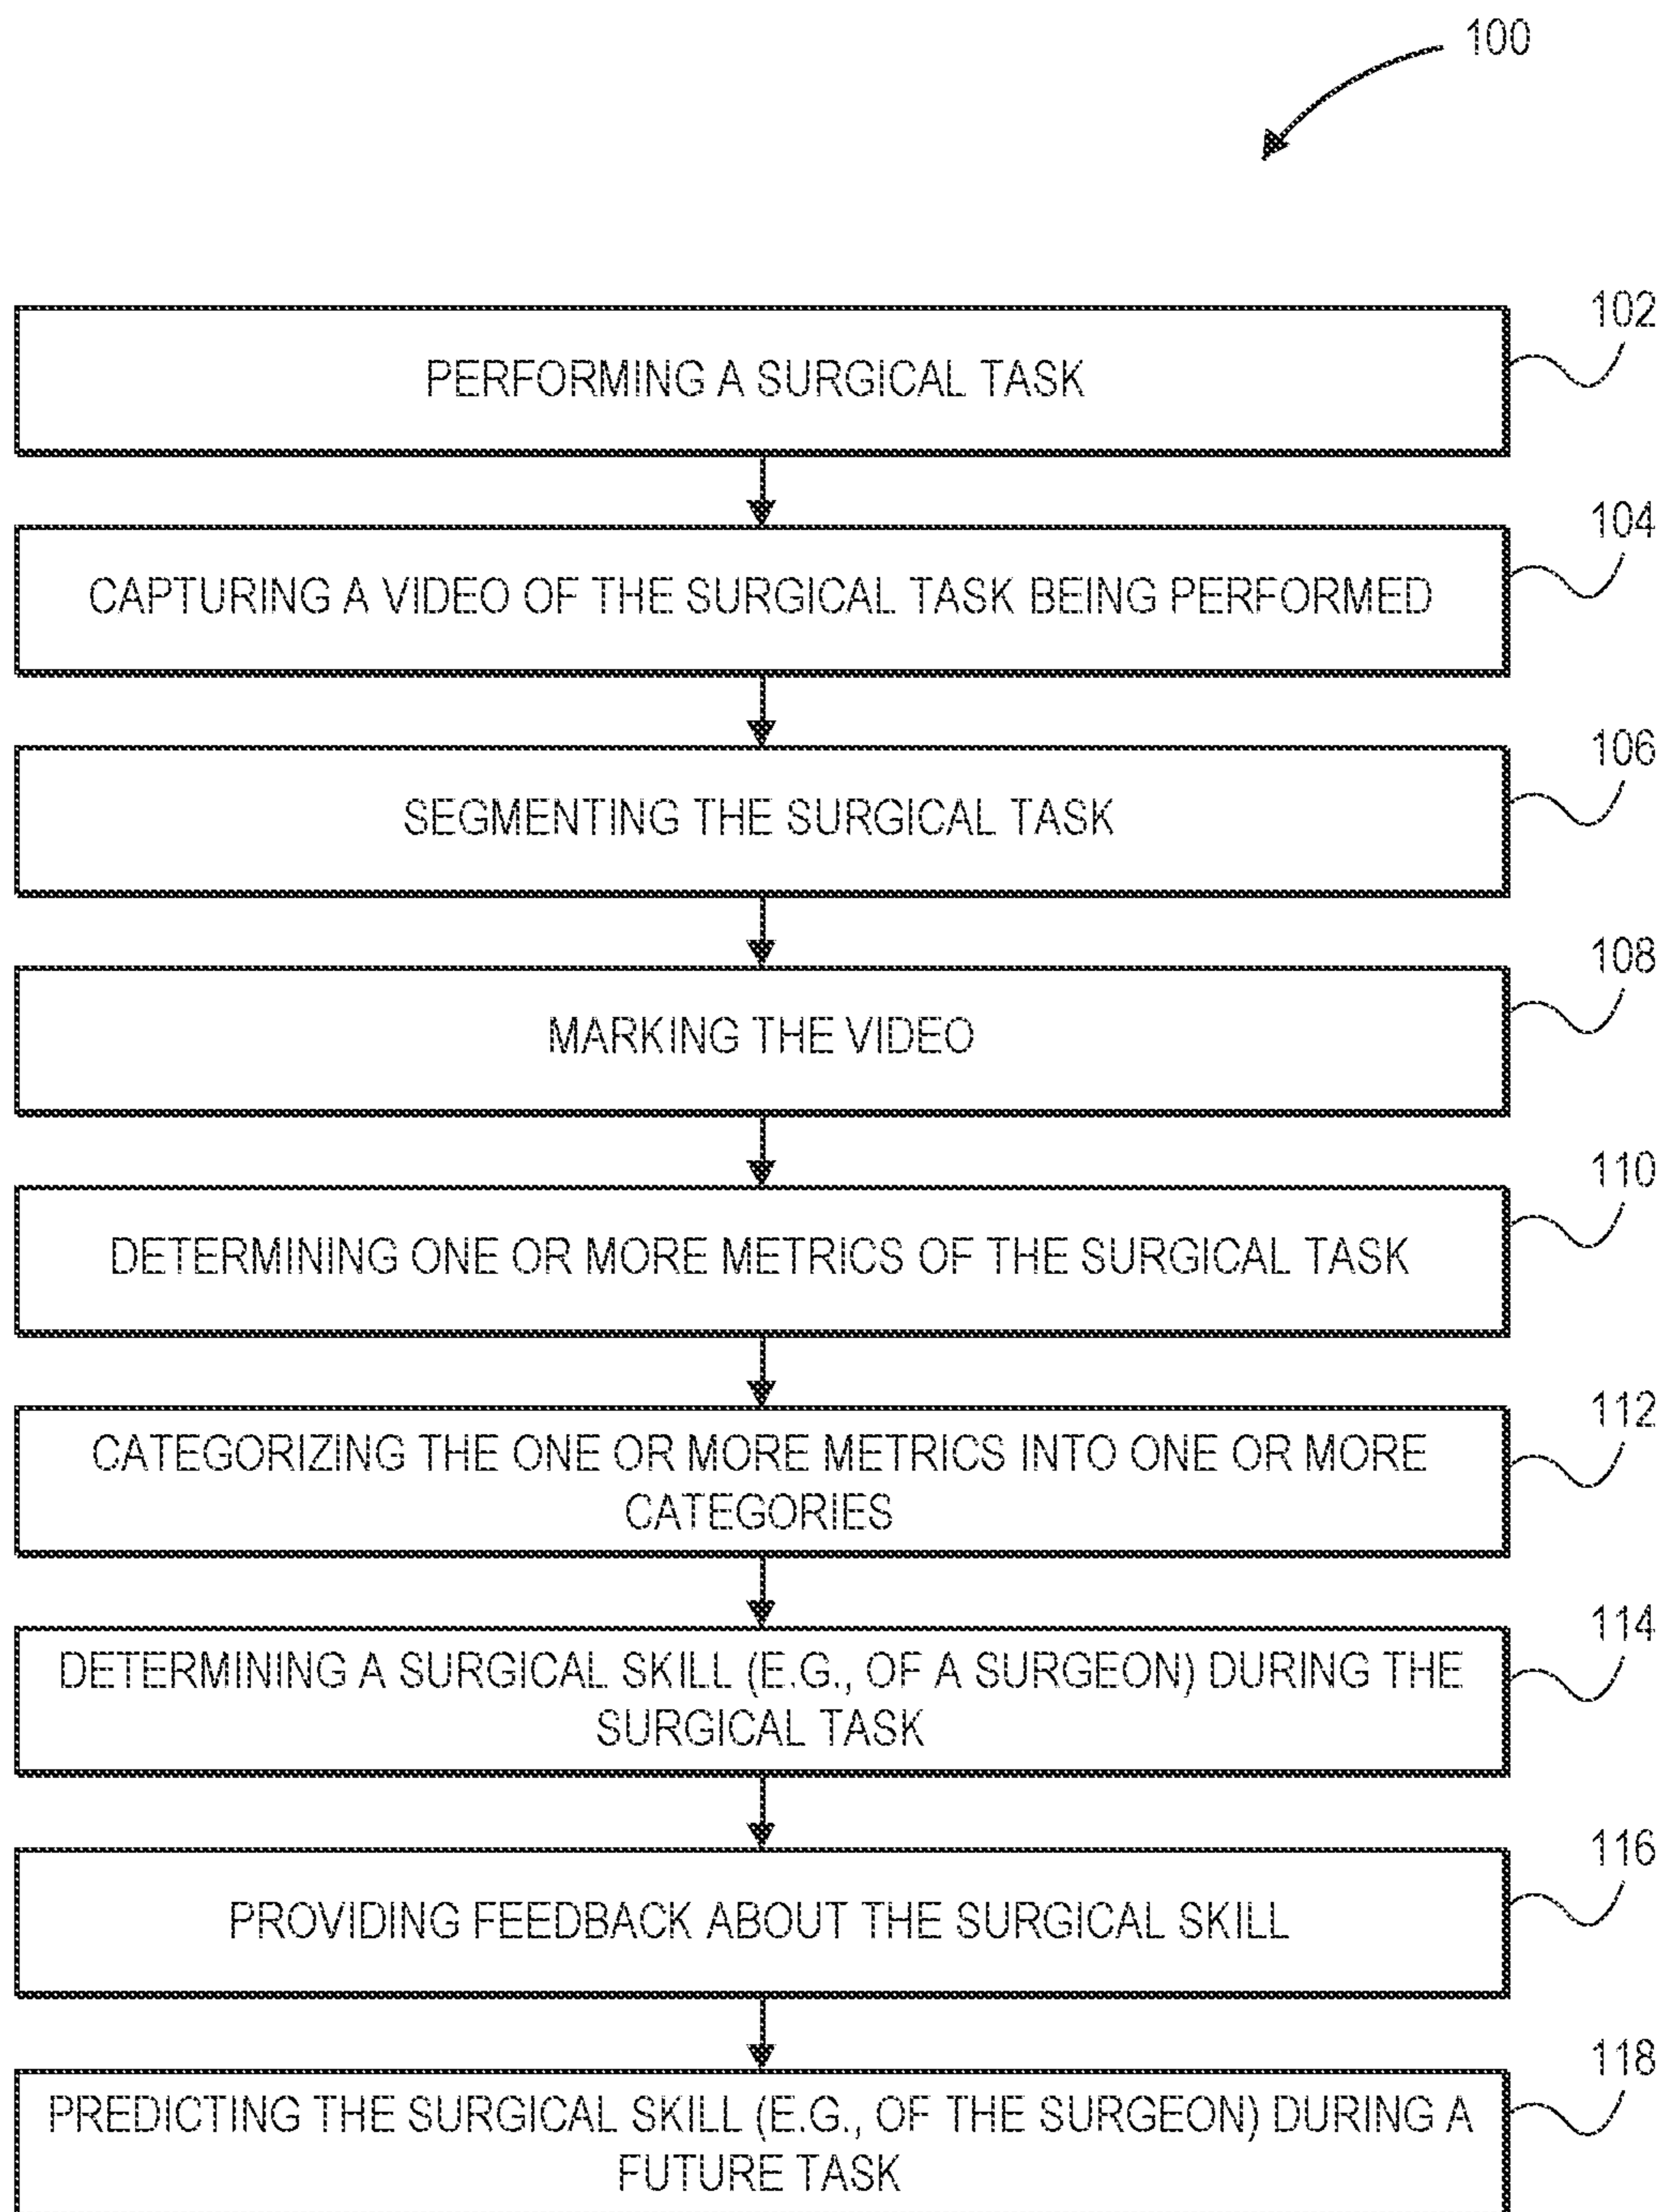 100
102
PERFORMING A SURGICAL TASK
104
CAPTURING A VIDEO OF THE SURGICAL TASK BEING PERFORMED
106
SEGMENTING THE SURGICAL TASK
108
MARKING THE VIDEO
110
DETERMINING ONE OR MORE METRICS OF THE SURGICAL TASK
112
CATEGORIZING THE ONE OR MORE METRICS INTO ONE OR MORE
CATEGORIES
114
DETERMINING A SURGICAL SKILL (E.G., OF A SURGEON) DURING THE
SURGICAL TASK
116
PROVIDING FEEDBACK ABOUT THE SURGICAL SKILL
118
PREDICTING THE SURGICAL SKILL (E.G., OF THE SURGEON) DURING A
FUTURE TASK